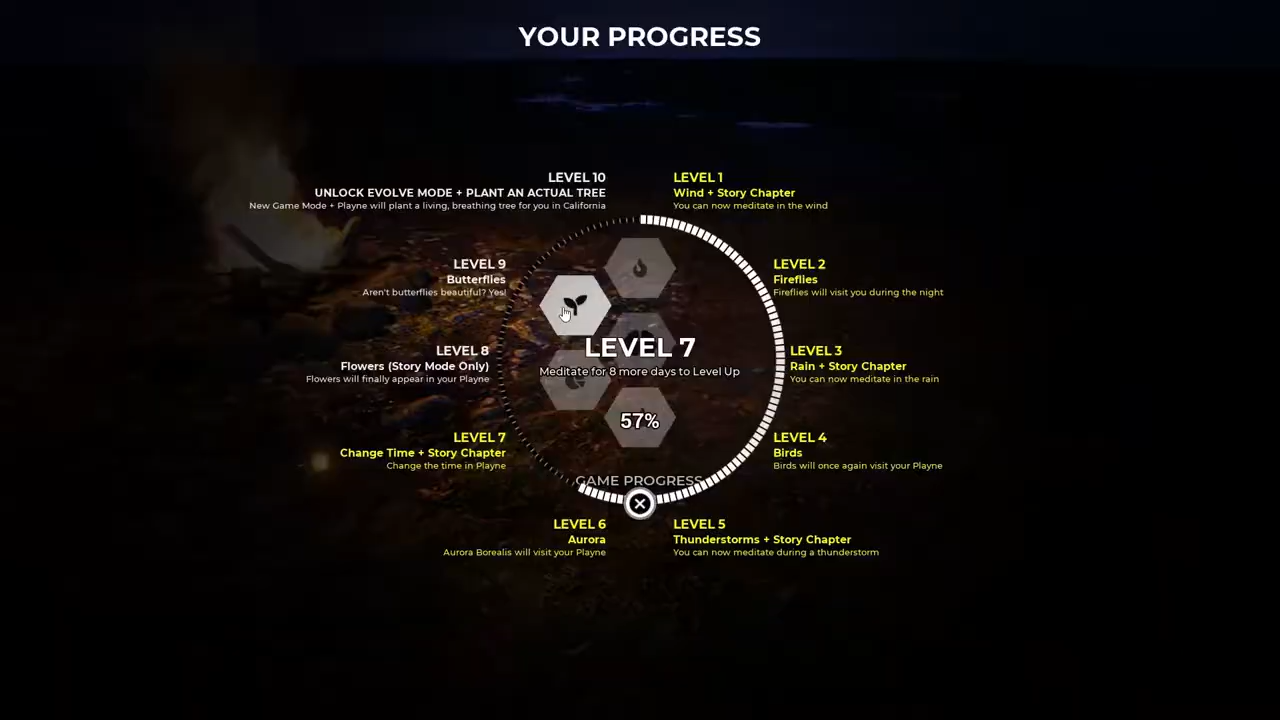 YOUR PROGRESS
LEVEL 10
UNLOCK EVOLVE MODE + PLANT AN ACTUAL TREE
New Game Mode + Playne will plant a living, breathing tree for you in California
LEVEL 1
Wind + Story Chapter
You can now meditate in the wind
LEVEL 9
Butterflies
Aren't butterflies beautiful? Yes!
LEVEL 2
Fireflies
Fireflies will visit you during the night
LEVEL 8
Flowers (Story Mode Only)
Flowers will finally appear in your Playne
LEVEL 7
Meditate for 8 more days to Level Up
57%
GAME PROGRESS
LEVEL 3
Rain + Story Chapter
You can now meditate in the rain
LEVEL 7
Change Time + Story Chapter
Change the time in Playne
LEVEL 4
Birds
Birds will once again visit your Playne
LEVEL 6
Aurora
Aurora Borealis will visit your Playne
LEVEL 5
Thunderstorms + Story Chapter
You can now meditate during a thunderstorm